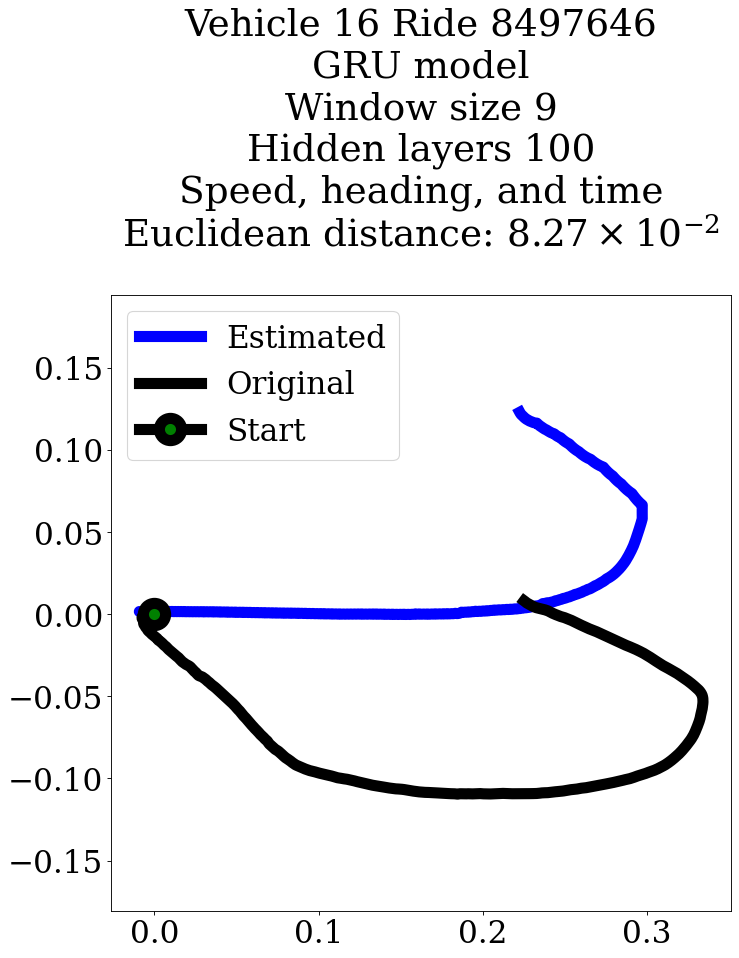 Vehicle 16 Ride 8497646
GRU model
Window size 9
Hidden layers 100
Speed, heading, and time
Euclidean distance: 8.27 × 10⁻²
Estimated
Original
Start
0.15
0.10
0.05
0.00
−0.05
−0.10
−0.15
0.0 0.1 0.2 0.3